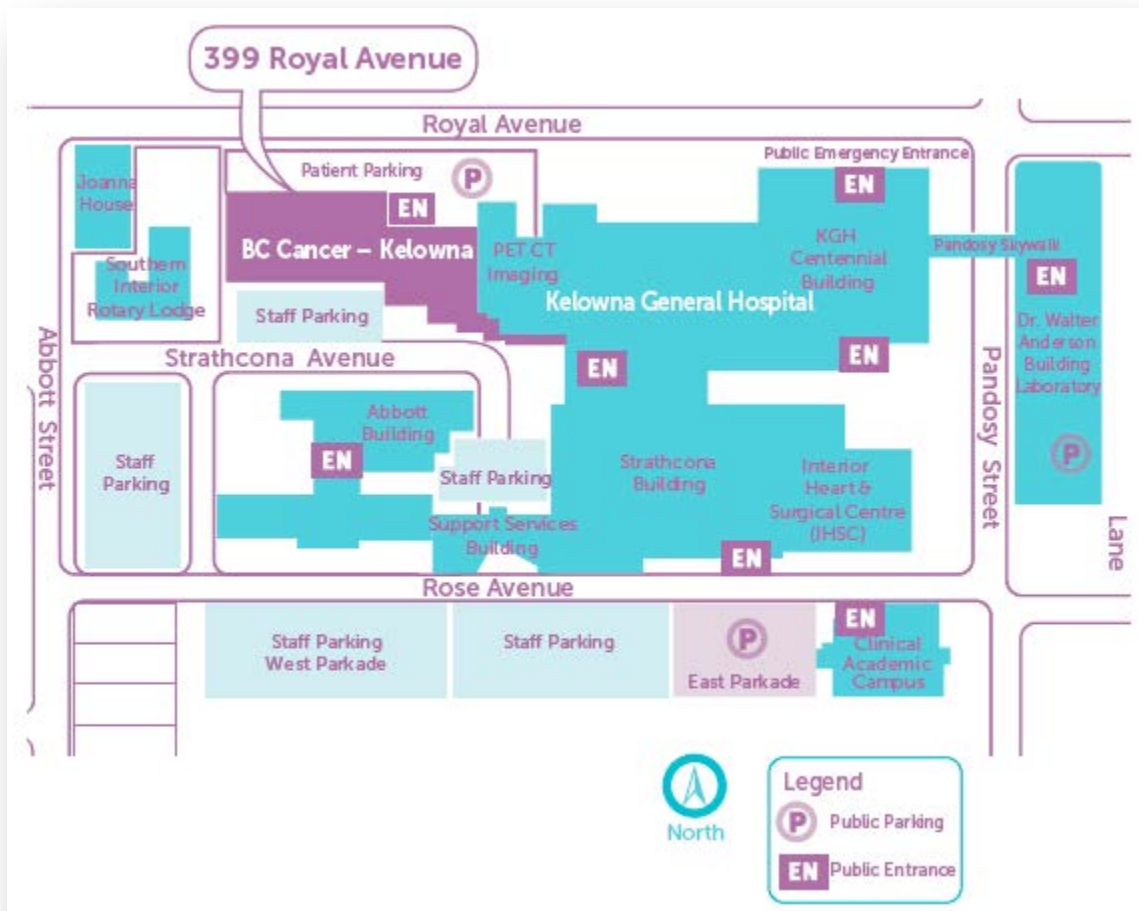 399 Royal Avenue
Royal Avenue
Public Emergency Entrance
Patient Parking
P
EN
EN
Joanna
House
BC Cancer – Kelowna
PET CT
Imaging
KGH
Centennial
Building
Pandosy Skywalk
EN
Southern
Interior
Rotary Lodge
Kelowna General Hospital
Staff Parking
Dr. Walter
Anderson
Building
Laboratory
P
Strathcona Avenue
EN
EN
Abbott Street
Pandosy Street
Lane
Abbott
Building
EN
Staff
Parking
Staff Parking
Strathcona
Building
Interior
Heart &
Surgical Centre
(IHSC)
Support Services
Building
EN
Rose Avenue
Staff Parking
West Parkade
Staff Parking
P
East Parkade
EN
Clinical
Academic
Campus
North
Legend
P Public Parking
EN Public Entrance